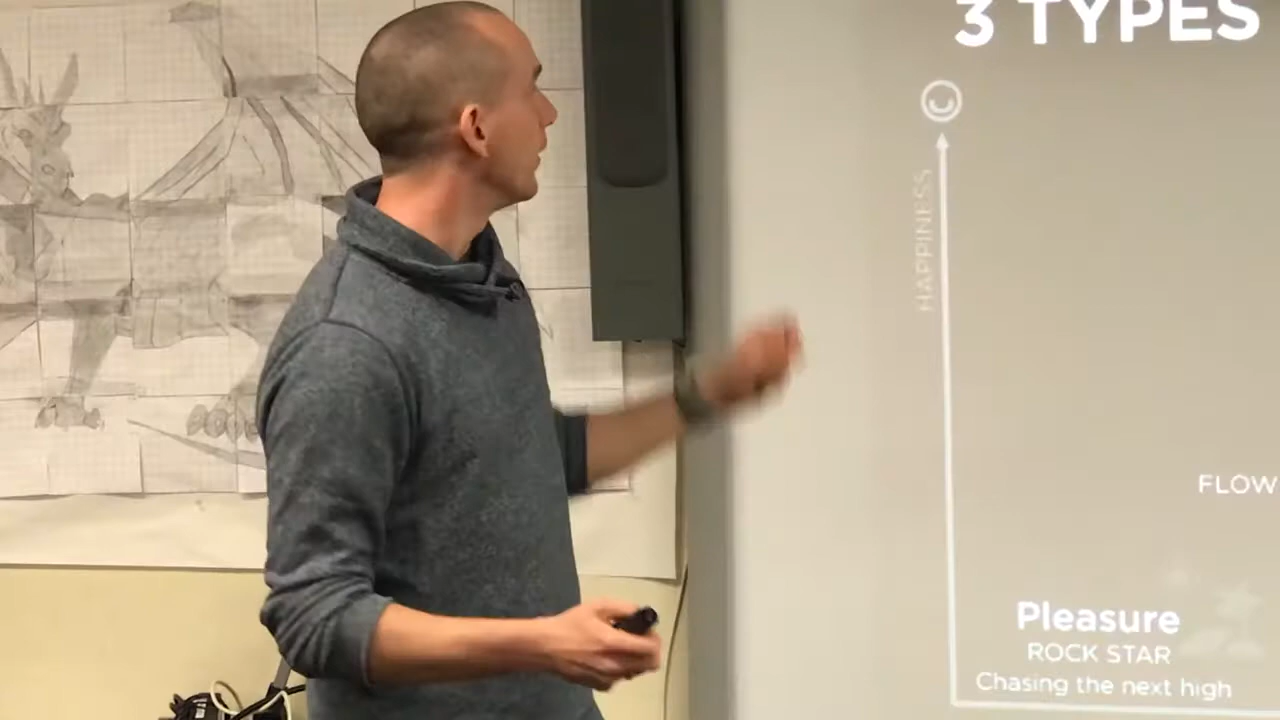 3 TYPES
HAPPINESS
FLOW
Pleasure
ROCK STAR
Chasing the next high